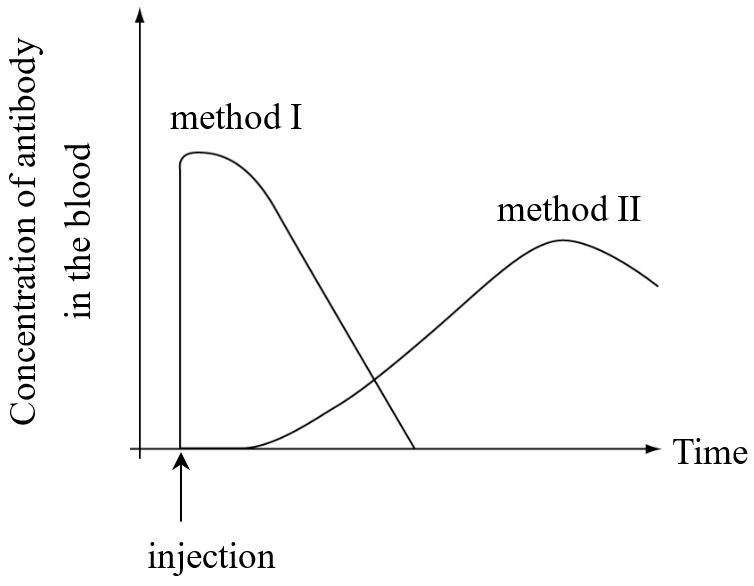 Concentration of antibody
in the blood
method I
method II
Time
injection